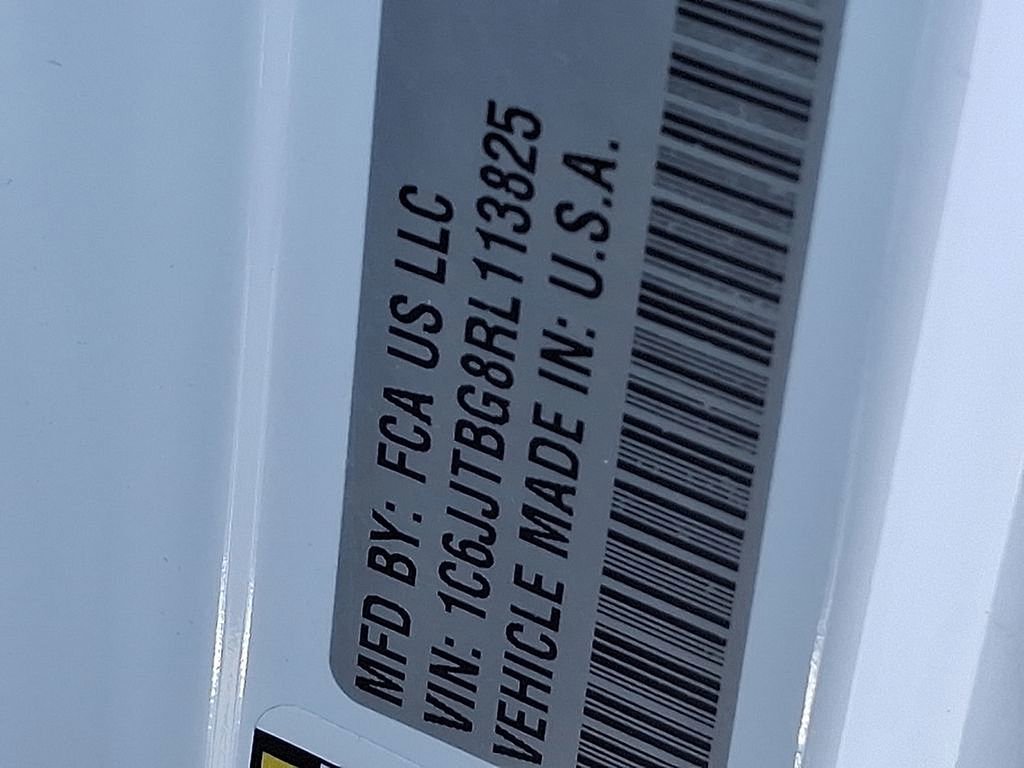 MFD BY: FCA US LLC
VIN: 1C6JJTBG8RL113825
VEHICLE MADE IN: U.S.A.